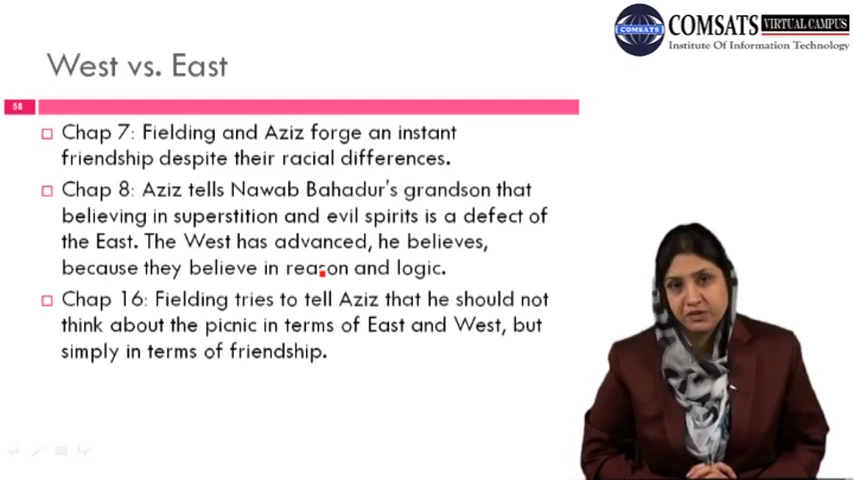 COMSATS
COMSATS VIRTUAL CAMPUS
Institute Of Information Technology
West vs. East
58
Chap 7: Fielding and Aziz forge an instant
friendship despite their racial differences.
Chap 8: Aziz tells Nawab Bahadur's grandson that
believing in superstition and evil spirits is a defect of
the East. The West has advanced, he believes,
because they believe in reason and logic.
Chap 16: Fielding tries to tell Aziz that he should not
think about the picnic in terms of East and West, but
simply in terms of friendship.